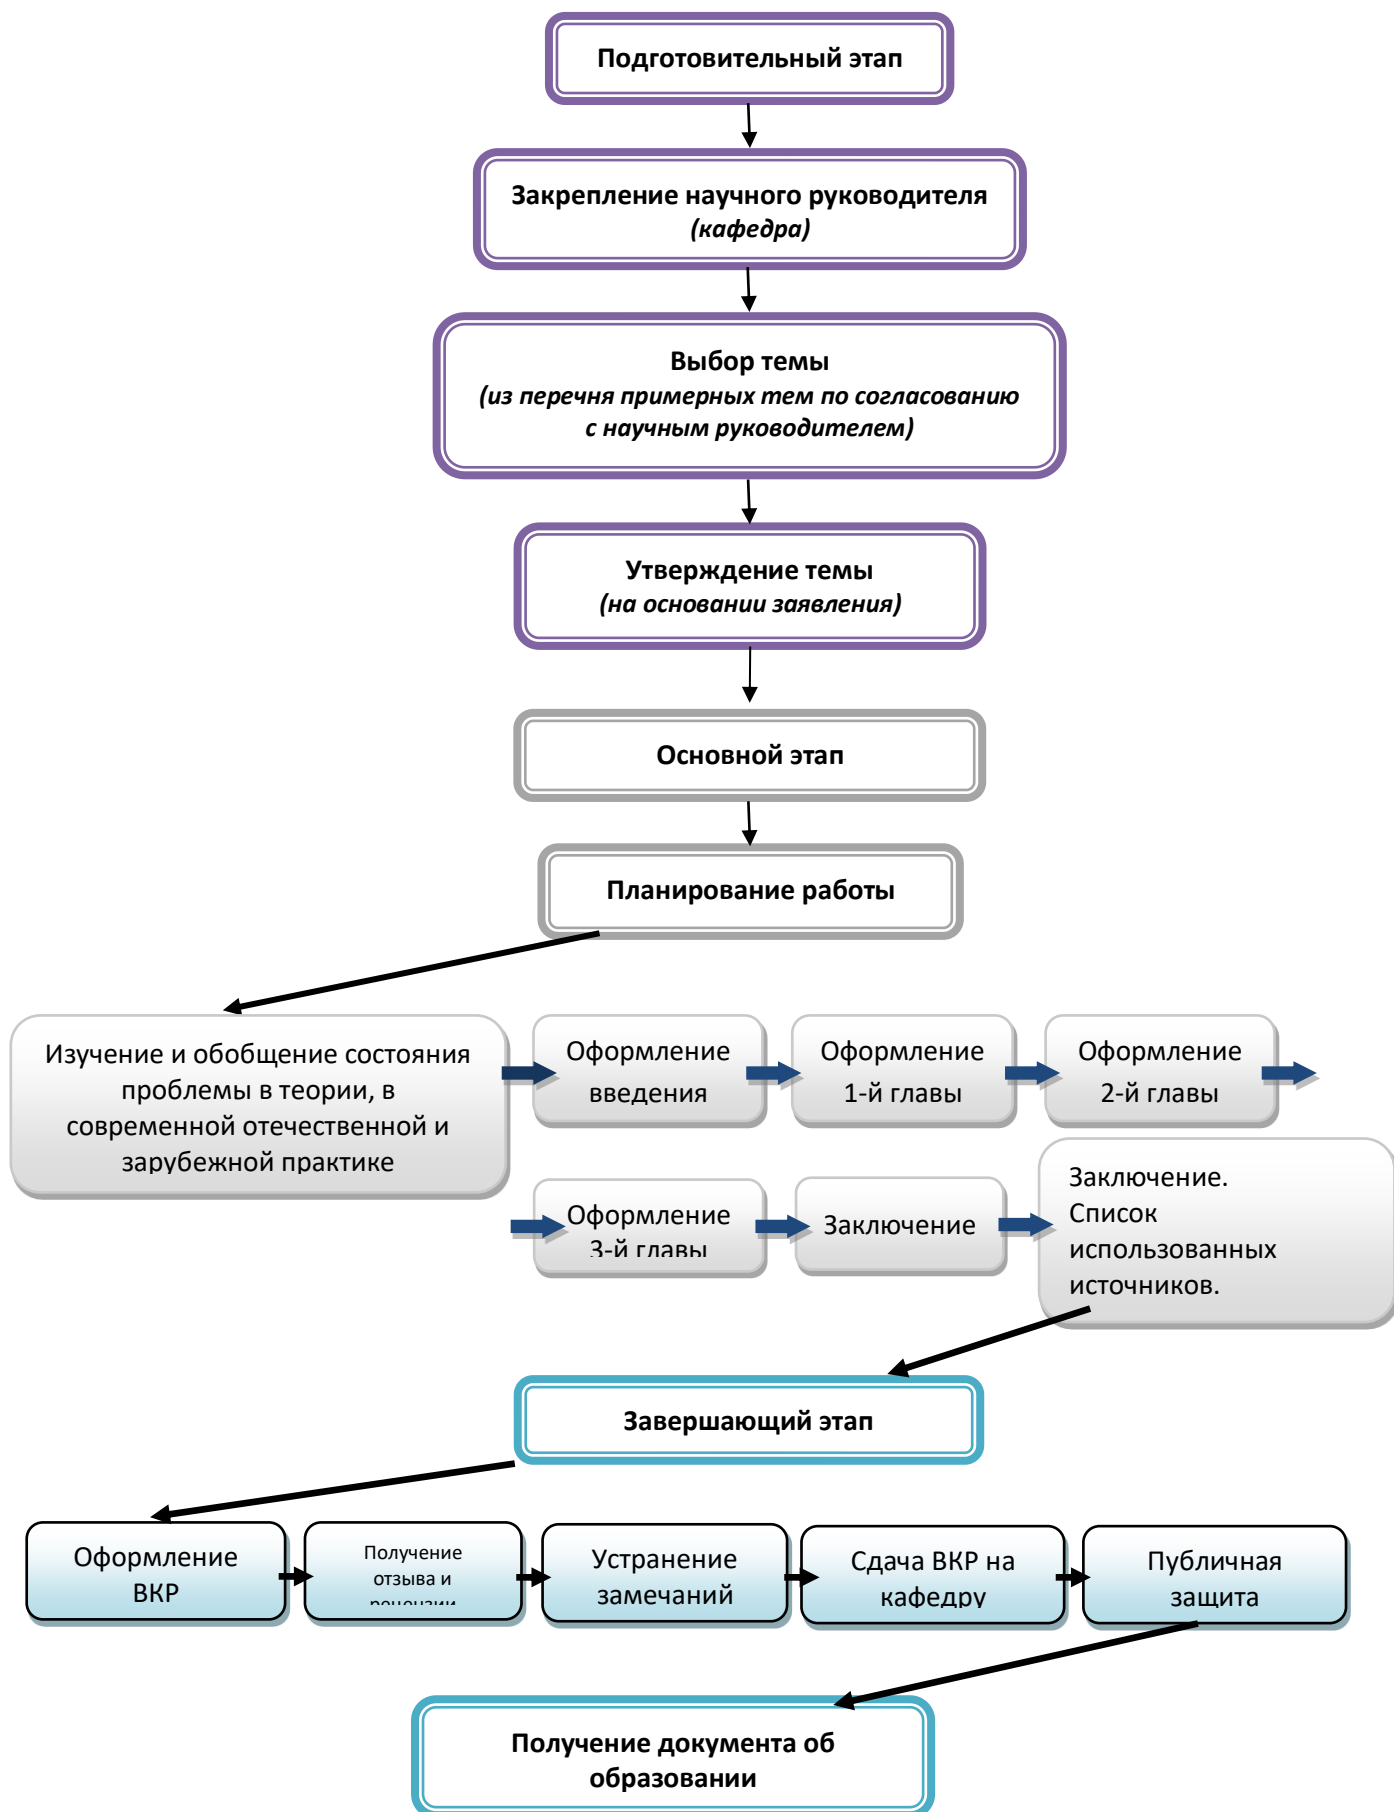 Подготовительный этап
Закрепление научного руководителя
(кафедра)
Выбор темы
(из перечня примерных тем по согласованию
с научным руководителем)
Утверждение темы
(на основании заявления)
Основной этап
Планирование работы
Изучение и обобщение состояния
проблемы в теории, в
современной отечественной и
зарубежной практике
Оформление
введения
Оформление
1-й главы
Оформление
2-й главы
Оформление
3-й главы
Заключение
Заключение.
Список
использованных
источников.
Завершающий этап
Оформление
ВКР
Получение
отзыва и
рецензии
Устранение
замечаний
Сдача ВКР на
кафедру
Публичная
защита
Получение документа об
образовании